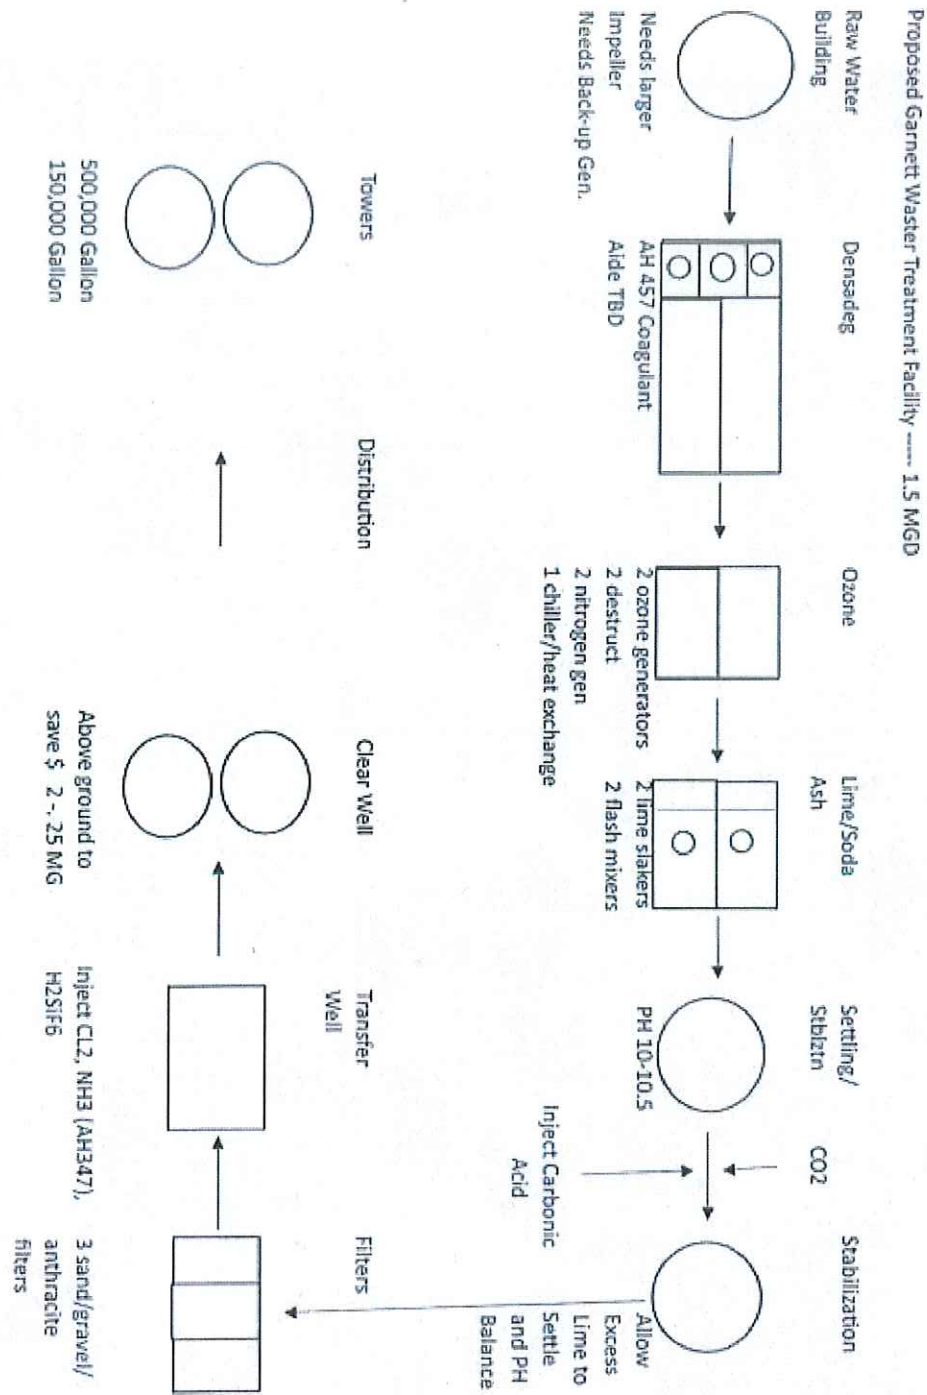 Proposed Garnett Waster Treatment Facility ---- 1.5 MGD
Raw Water
Building
Needs larger
Impeller
Needs Back-up Gen.
Densadeg
AH 457 Coagulant
Aide TBD
Ozone
2 ozone generators
2 destruct
2 nitrogen gen
1 chiller/heat exchange
Lime/Soda
Ash
2 lime slakers
2 flash mixers
Settling/
Stblztn
PH 10-10.5
CO2
Inject Carbonic
Acid
Stabilization
Allow
Excess
Lime to
Settle
and PH
Balance
Towers
500,000 Gallon
150,000 Gallon
Distribution
Clear Well
Above ground to
save $ 2 -. 25 MG
Transfer
Well
Inject CL2, NH3 (AH347),
H2SiF6
Filters
3 sand/gravel/
anthracite
filters